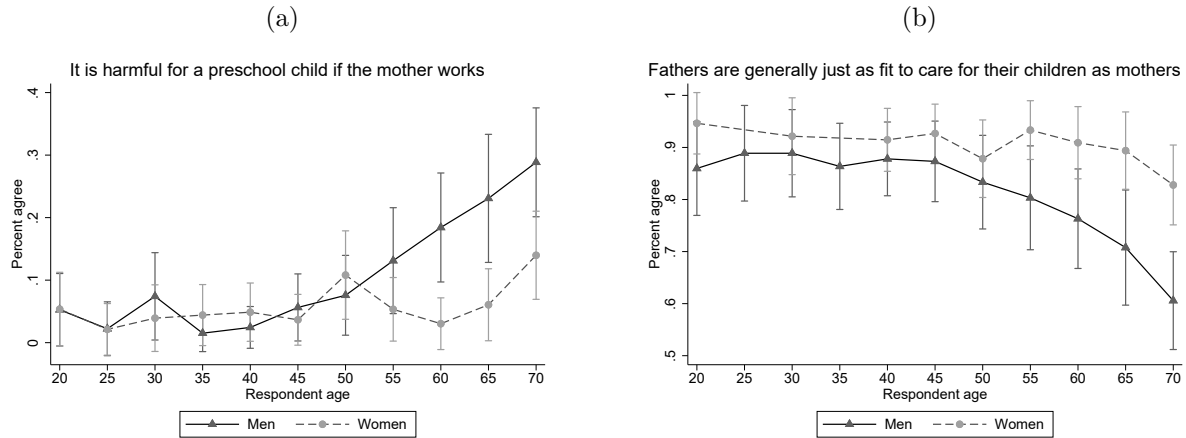 (a)
It is harmful for a preschool child if the mother works
Percent agree
.4
.3
.2
.1
0
20 25 30 35 40 45 50 55 60 65 70
Respondent age
Men Women
(b)
Fathers are generally just as fit to care for their children as mothers
Percent agree
1
.9
.8
.7
.6
.5
20 25 30 35 40 45 50 55 60 65 70
Respondent age
Men Women